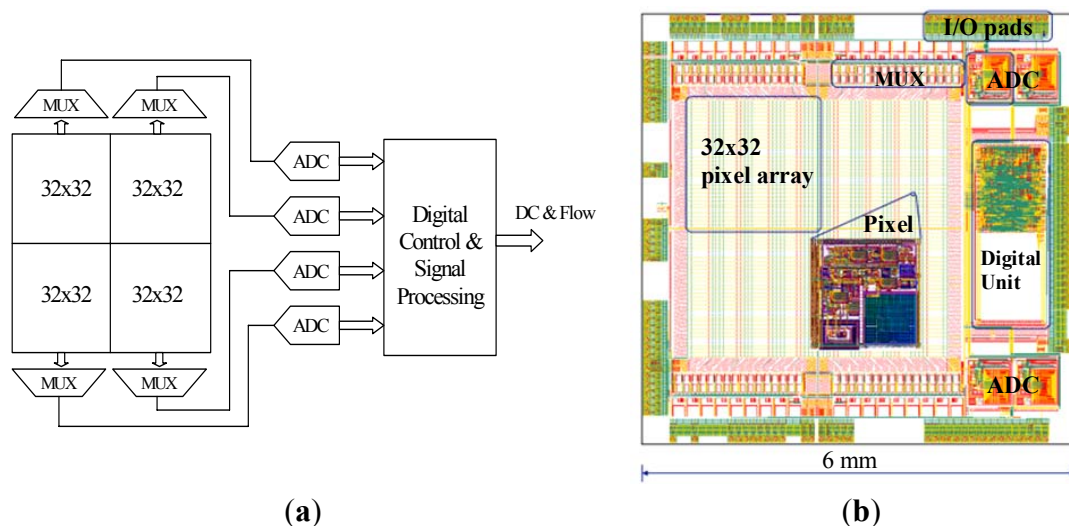 MUX
MUX
32x32
32x32
32x32
32x32
MUX
MUX
ADC
ADC
ADC
ADC
Digital
Control &
Signal
Processing
DC & Flow
(a)
I/O pads
MUX
ADC
32x32
pixel array
Pixel
Digital
Unit
ADC
6 mm
(b)